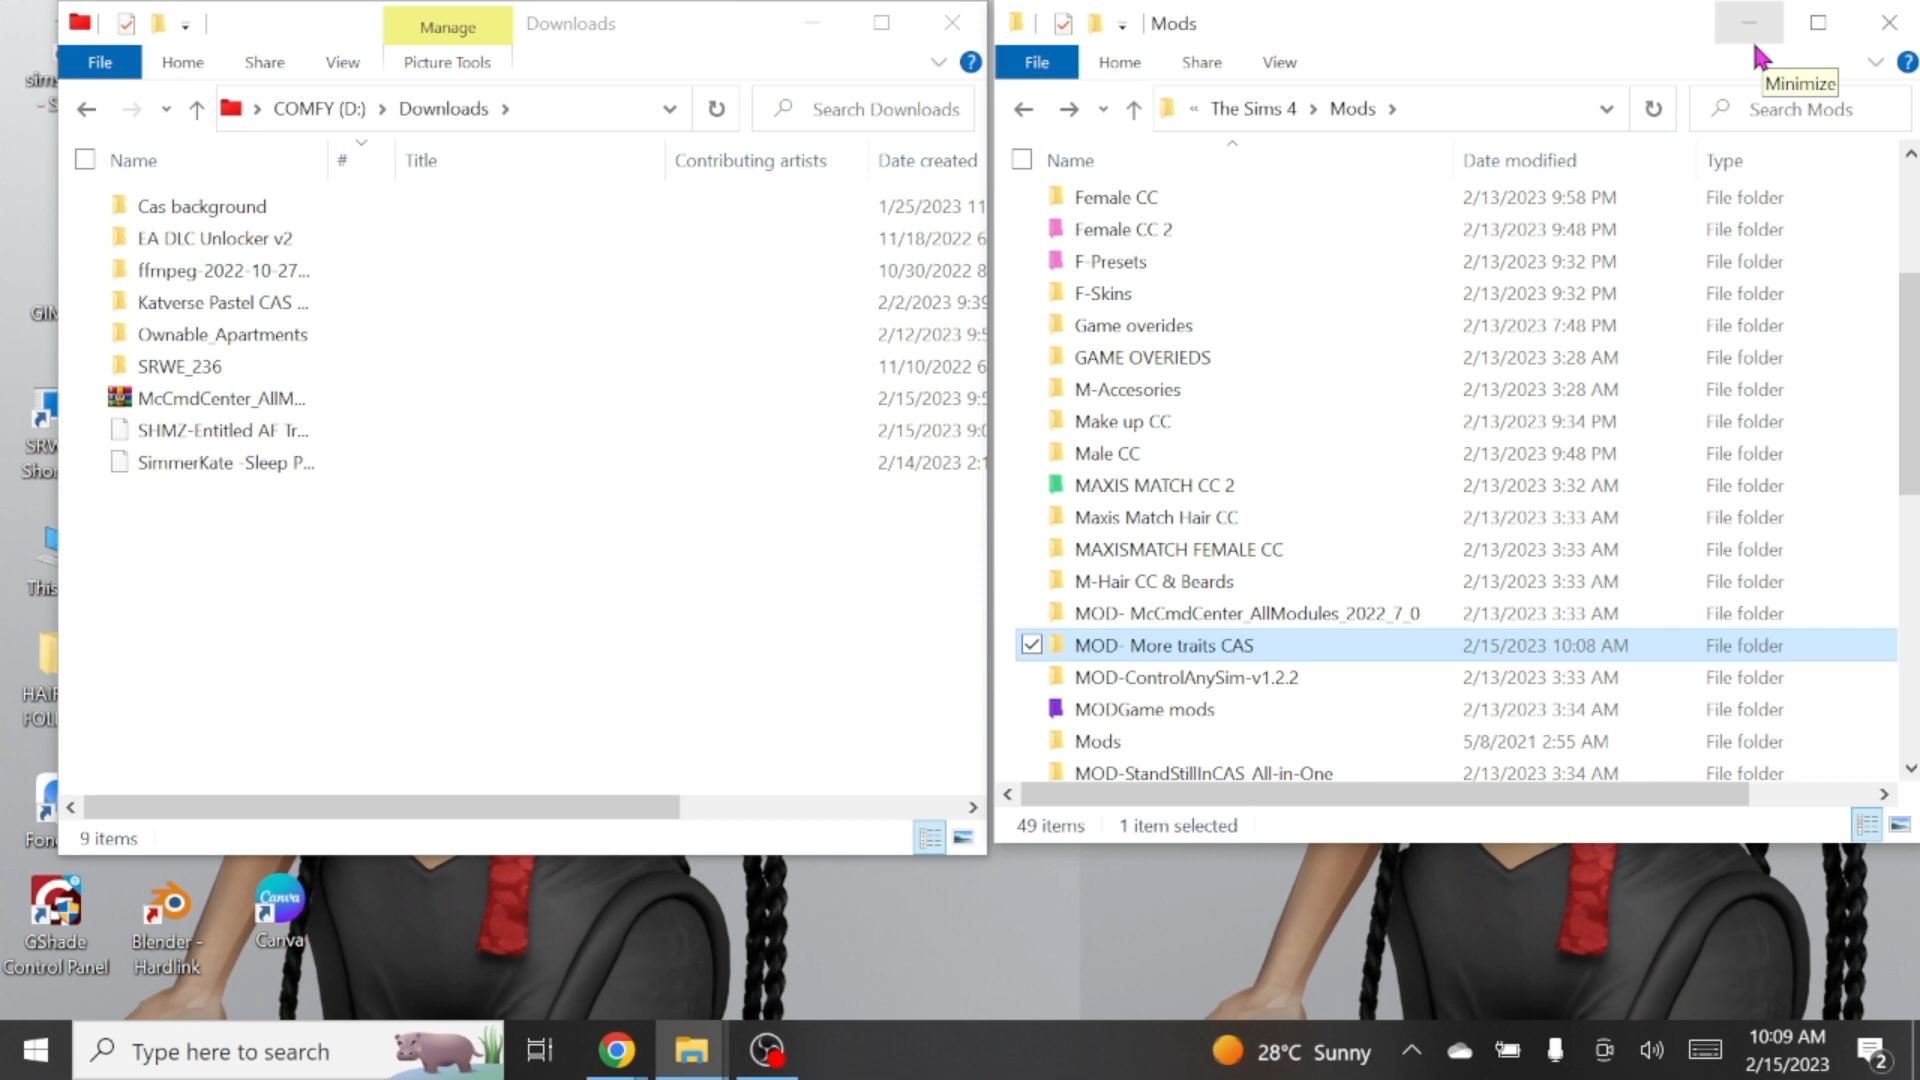 Manage
Downloads
File
Home
Share
View
Picture Tools
COMFY (D:)
Downloads
Search Downloads
Name
#
Title
Contributing artists
Date created
Cas background
1/25/2023 11
EA DLC Unlocker v2
11/18/2022 6
ffmpeg-2022-10-27...
10/30/2022 8
Katverse Pastel CAS ...
2/2/2023 9:39
Ownable_Apartments
2/12/2023 9:5
SRWE_236
11/10/2022 6
McCmdCenter_AllM...
2/15/2023 9:5
SHMZ-Entitled AF Tr...
2/15/2023 9:0
SimmerKate -Sleep P...
2/14/2023 2:1
9 items
Mods
File
Home
Share
View
Minimize
« The Sims 4
Mods
Search Mods
Name
Date modified
Type
Female CC
2/13/2023 9:58 PM
File folder
Female CC 2
2/13/2023 9:48 PM
File folder
F-Presets
2/13/2023 9:32 PM
File folder
F-Skins
2/13/2023 9:32 PM
File folder
Game overides
2/13/2023 7:48 PM
File folder
GAME OVERIEDS
2/13/2023 3:28 AM
File folder
M-Accesories
2/13/2023 3:28 AM
File folder
Make up CC
2/13/2023 9:34 PM
File folder
Male CC
2/13/2023 9:48 PM
File folder
MAXIS MATCH CC 2
2/13/2023 3:32 AM
File folder
Maxis Match Hair CC
2/13/2023 3:33 AM
File folder
MAXISMATCH FEMALE CC
2/13/2023 3:33 AM
File folder
M-Hair CC & Beards
2/13/2023 3:33 AM
File folder
MOD- McCmdCenter_AllModules_2022_7_0
2/13/2023 3:33 AM
File folder
MOD- More traits CAS
2/15/2023 10:08 AM
File folder
MOD-ControlAnySim-v1.2.2
2/13/2023 3:33 AM
File folder
MODGame mods
2/13/2023 3:34 AM
File folder
Mods
5/8/2021 2:55 AM
File folder
MOD-StandStillInCAS_All-in-One
2/13/2023 3:34 AM
File folder
49 items
1 item selected
sims
- S
GIM
SRW
Shor
This
HAIR
FOL
Fon
GShade
Control Panel
Blender -
Hardlink
Canva
Canva
Type here to search
28°C Sunny
10:09 AM
2/15/2023
2